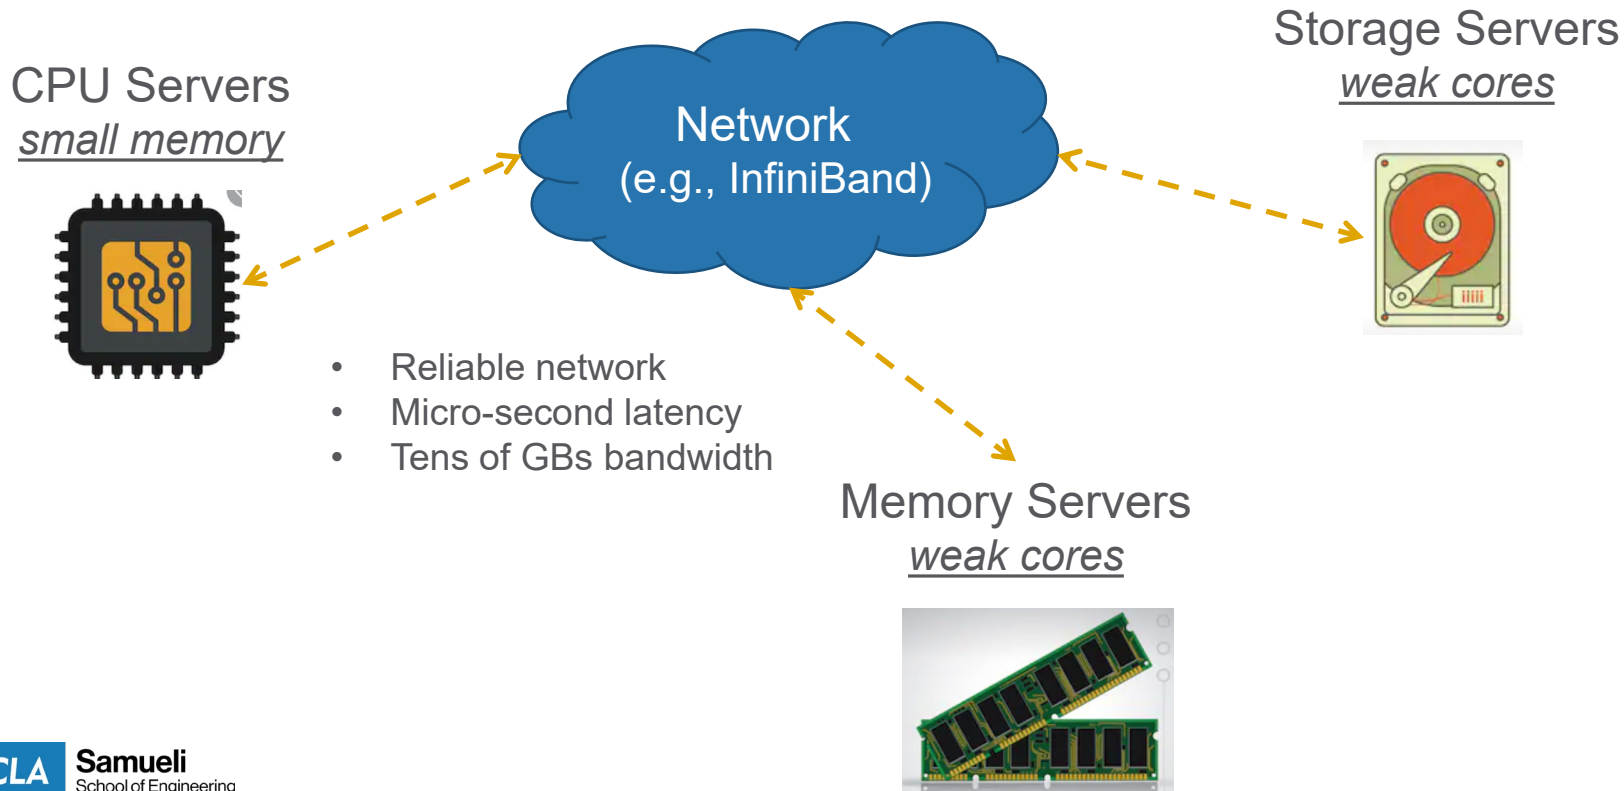 CPU Servers
small memory
Network
(e.g., InfiniBand)
Storage Servers
weak cores
• Reliable network
• Micro-second latency
• Tens of GBs bandwidth
Memory Servers
weak cores
CLA
Samueli
School of Engineering